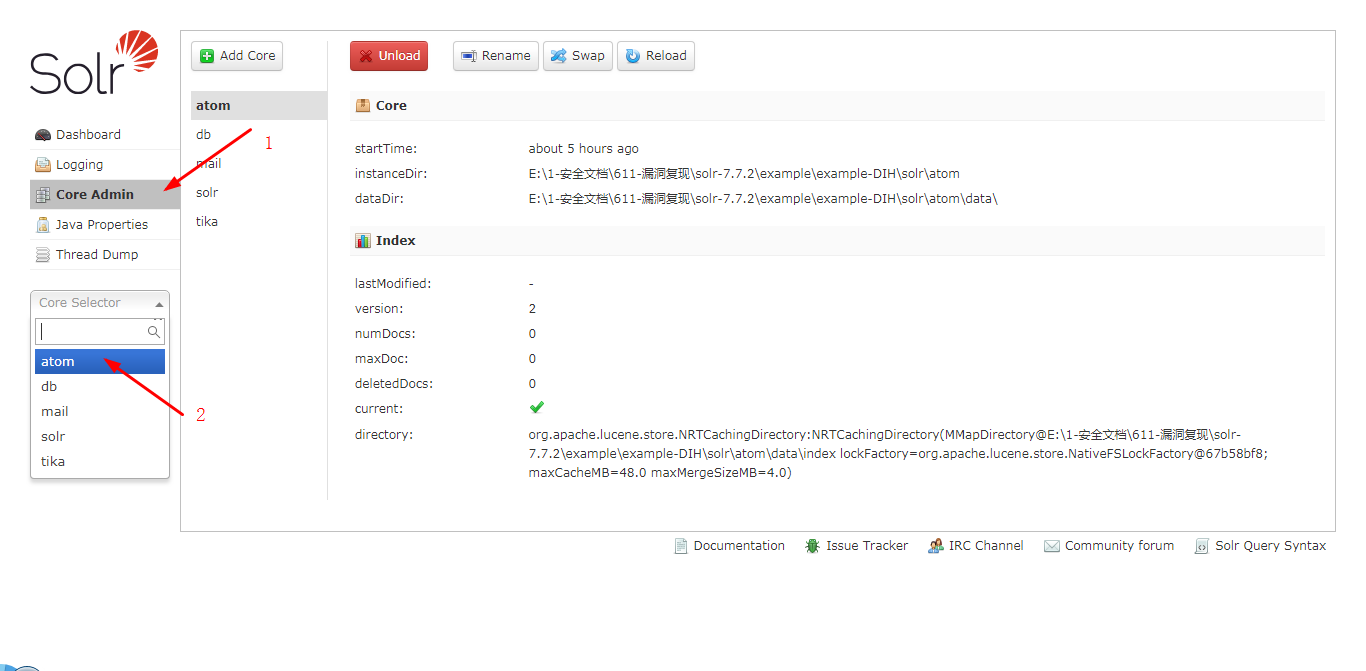 Solr
Dashboard
Logging
Core Admin
Java Properties
Thread Dump
Core Selector
atom
db
mail
solr
tika
Add Core
atom
db
mail
solr
tika
1
2
Unload
Rename
Swap
Reload
Core
startTime: about 5 hours ago
instanceDir: E:\1-安全文档\611-漏洞复现\solr-7.7.2\example\example-DIH\solr\atom
dataDir: E:\1-安全文档\611-漏洞复现\solr-7.7.2\example\example-DIH\solr\atom\data\
Index
lastModified: -
version: 2
numDocs: 0
maxDoc: 0
deletedDocs: 0
current:
directory: org.apache.lucene.store.NRTCachingDirectory:NRTCachingDirectory(MMapDirectory@E:\1-安全文档\611-漏洞复现\solr-
7.7.2\example\example-DIH\solr\atom\data\index lockFactory=org.apache.lucene.store.NativeFSLockFactory@67b58bf8;
maxCacheMB=48.0 maxMergeSizeMB=4.0)
Documentation
Issue Tracker
IRC Channel
Community forum
Solr Query Syntax